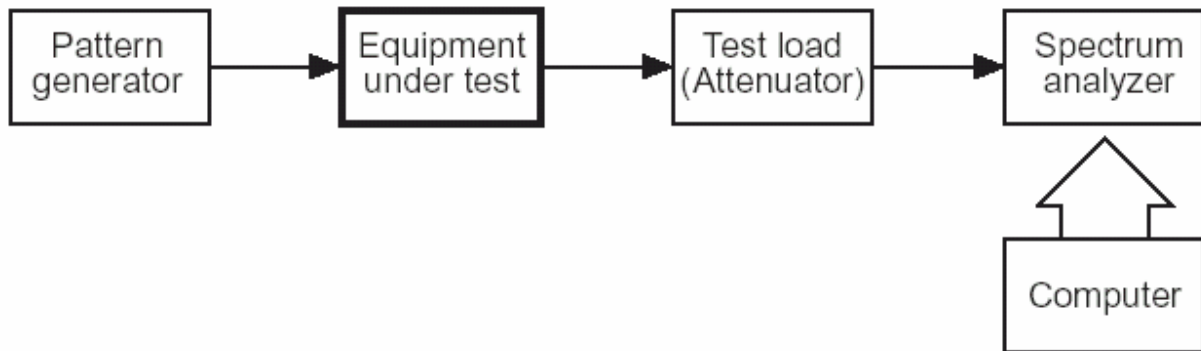 Pattern
generator
Equipment
under test
Test load
(Attenuator)
Spectrum
analyzer
Computer